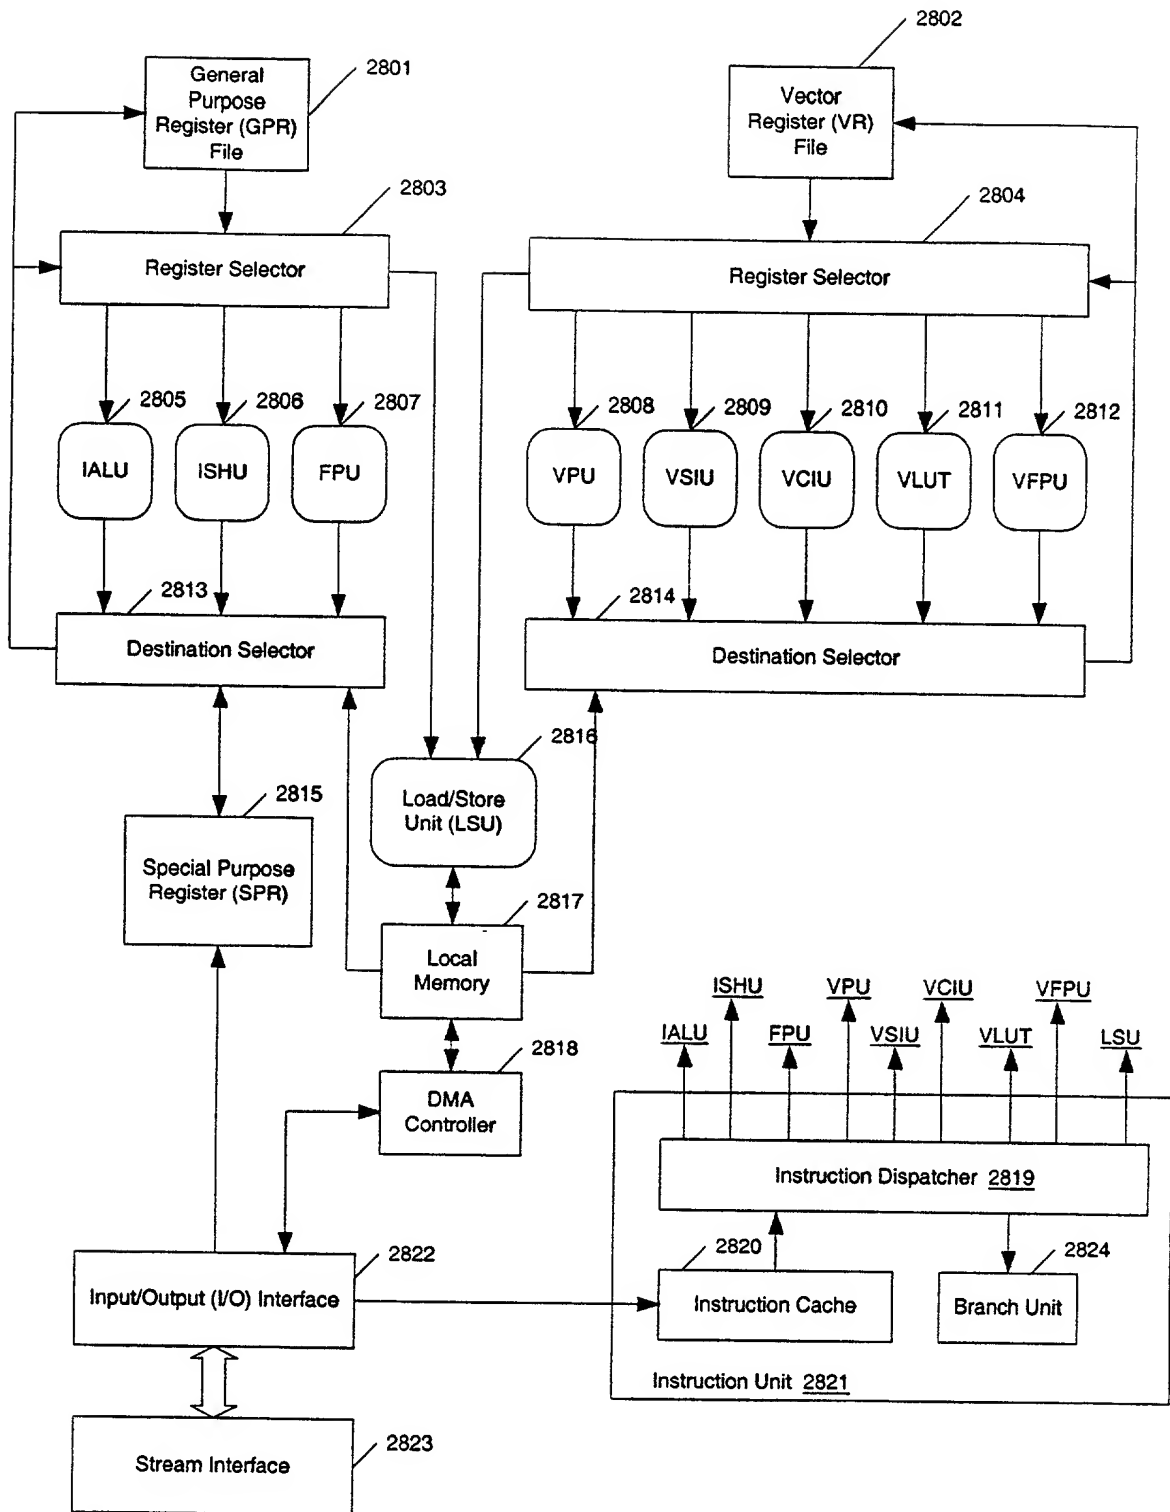 2802
General
Purpose
Register (GPR)
File
2801
Vector
Register (VR)
File
2803
2804
Register Selector
Register Selector
2805
2806
2807
2808
2809
2810
2811
2812
IALU
ISHU
FPU
VPU
VSIU
VCIU
VLUT
VFPU
2813
2814
Destination Selector
Destination Selector
2816
2815
Load/Store
Unit (LSU)
Special Purpose
Register (SPR)
2817
Local
Memory
ISHU
VPU
VCIU
VFPU
IALU
FPU
VSIU
VLUT
LSU
2818
DMA
Controller
Instruction Dispatcher 2819
2822
2820
2824
Input/Output (I/O) Interface
Instruction Cache
Branch Unit
Instruction Unit 2821
2823
Stream Interface